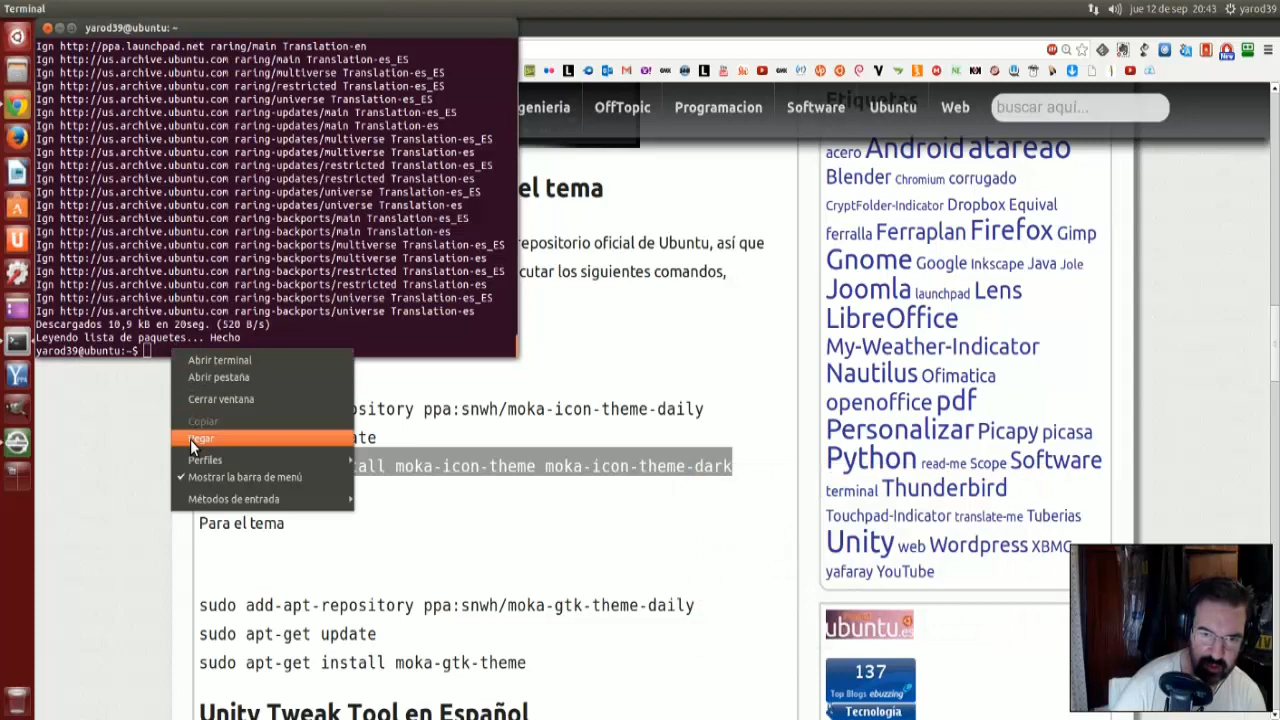 Terminal
jue 12 de sep 20:43 yarod39
yarod39@ubuntu: ~
Ign http://ppa.launchpad.net raring/main Translation-en
Ign http://us.archive.ubuntu.com raring/main Translation-es_ES
Ign http://us.archive.ubuntu.com raring/multiverse Translation-es_ES
Ign http://us.archive.ubuntu.com raring/restricted Translation-es_ES
Ign http://us.archive.ubuntu.com raring/universe Translation-es_ES
Ign http://us.archive.ubuntu.com raring-updates/main Translation-es_ES
Ign http://us.archive.ubuntu.com raring-updates/main Translation-es
Ign http://us.archive.ubuntu.com raring-updates/multiverse Translation-es_ES
Ign http://us.archive.ubuntu.com raring-updates/multiverse Translation-es
Ign http://us.archive.ubuntu.com raring-updates/restricted Translation-es_ES
Ign http://us.archive.ubuntu.com raring-updates/restricted Translation-es
Ign http://us.archive.ubuntu.com raring-updates/universe Translation-es_ES
Ign http://us.archive.ubuntu.com raring-updates/universe Translation-es
Ign http://us.archive.ubuntu.com raring-backports/main Translation-es_ES
Ign http://us.archive.ubuntu.com raring-backports/main Translation-es
Ign http://us.archive.ubuntu.com raring-backports/multiverse Translation-es_ES
Ign http://us.archive.ubuntu.com raring-backports/multiverse Translation-es
Ign http://us.archive.ubuntu.com raring-backports/restricted Translation-es_ES
Ign http://us.archive.ubuntu.com raring-backports/restricted Translation-es
Ign http://us.archive.ubuntu.com raring-backports/universe Translation-es_ES
Ign http://us.archive.ubuntu.com raring-backports/universe Translation-es
Descargados 10,9 kB en 20seg. (520 B/s)
Leyendo lista de paquetes... Hecho
yarod39@ubuntu:~$
Abrir terminal
Abrir pestaña
Cerrar ventana
Copiar
Pegar
Perfiles
Mostrar la barra de menú
Métodos de entrada
ngenieria OffTopic Programacion Software Ubuntu Web buscar aquí...
el tema
repositorio oficial de Ubuntu, así que
cutar los siguientes comandos,
ository ppa:snwh/moka-icon-theme-daily
ate
all moka-icon-theme moka-icon-theme-dark
Para el tema
sudo add-apt-repository ppa:snwh/moka-gtk-theme-daily
sudo apt-get update
sudo apt-get install moka-gtk-theme
Unity Tweak Tool en Español
Etiquetas
acero Android atareao
Blender Chromium corrugado
CryptFolder-Indicator Dropbox Equival
ferralla Ferraplan Firefox Gimp
Gnome Google Inkscape Java Jole
Joomla launchpad Lens
LibreOffice
My-Weather-Indicator
Nautilus Ofimatica
openoffice pdf
Personalizar Picapy picasa
Python read-me Scope Software
terminal Thunderbird
Touchpad-Indicator translate-me Tuberias
Unity web Wordpress XBMC
yafaray YouTube
ubuntu.es
137
Top Blogs ebuzzing
Tecnología